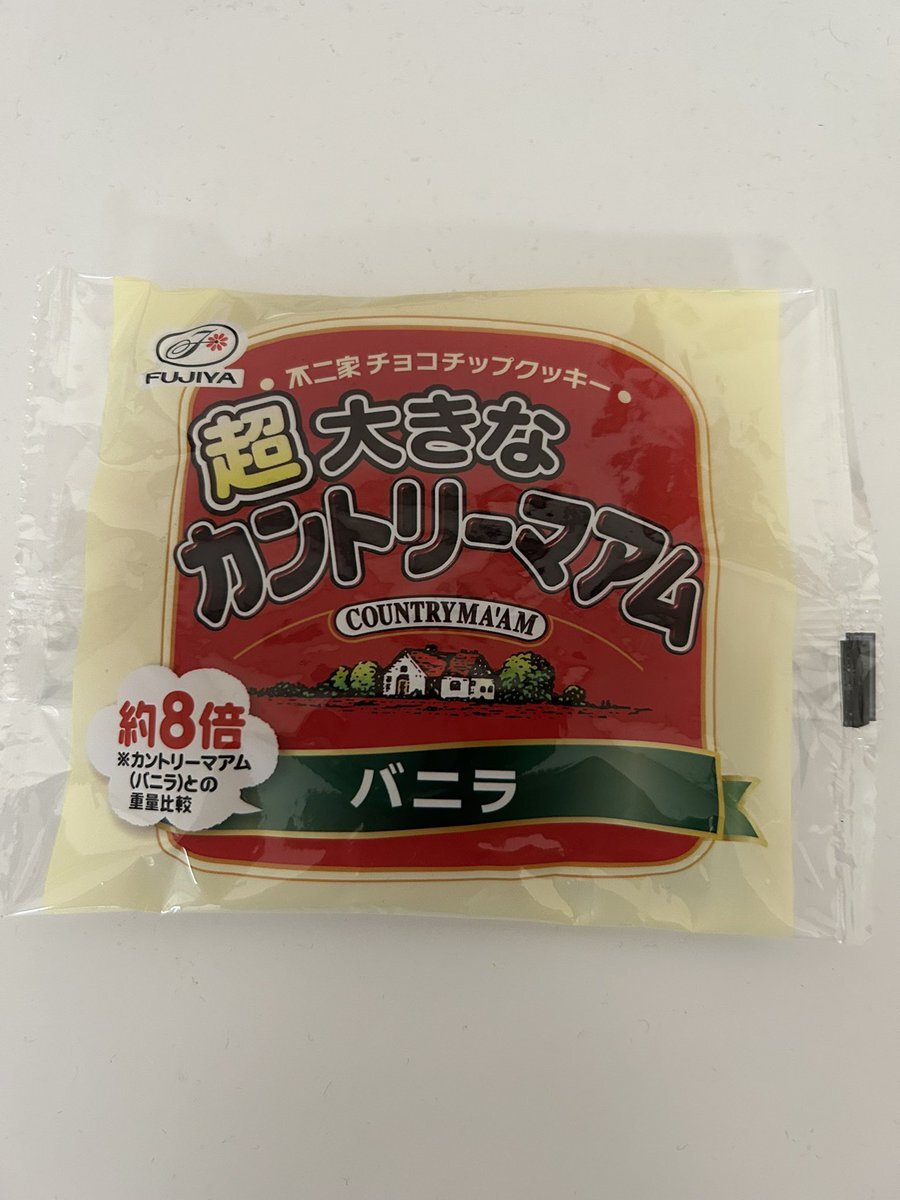 FUJIYA
不二家 チョコチップクッキー
超大きな
カントリーマアム
COUNTRYMA'AM
約8倍
※カントリーマアム
(バニラ)との
重量比較
バニラ